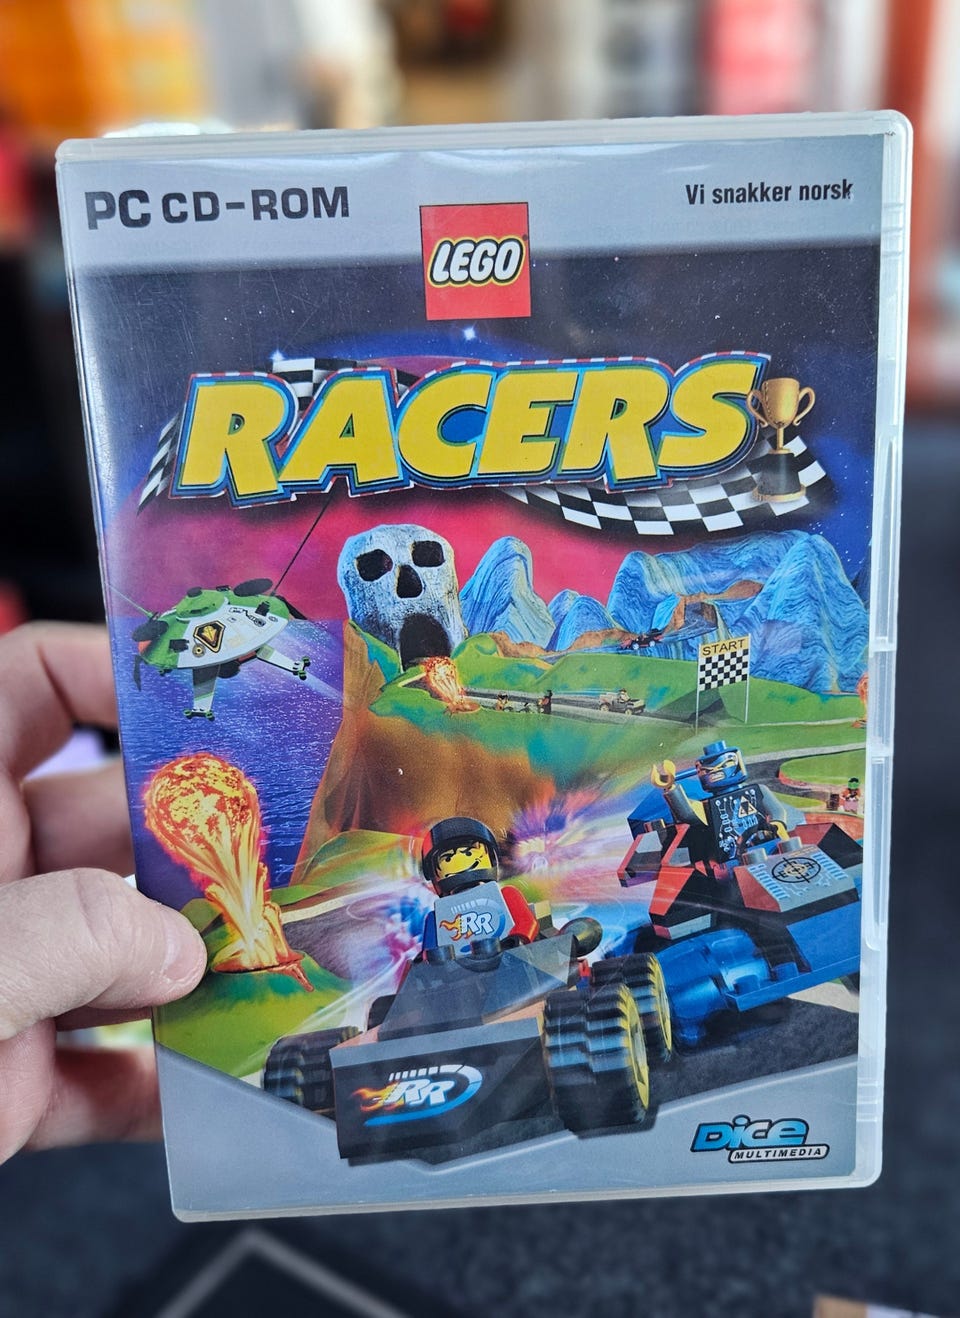 PC CD-ROM
Vi snakker norsk
LEGO
RACERS
START
RR
RR
Dice
MULTIMEDIA